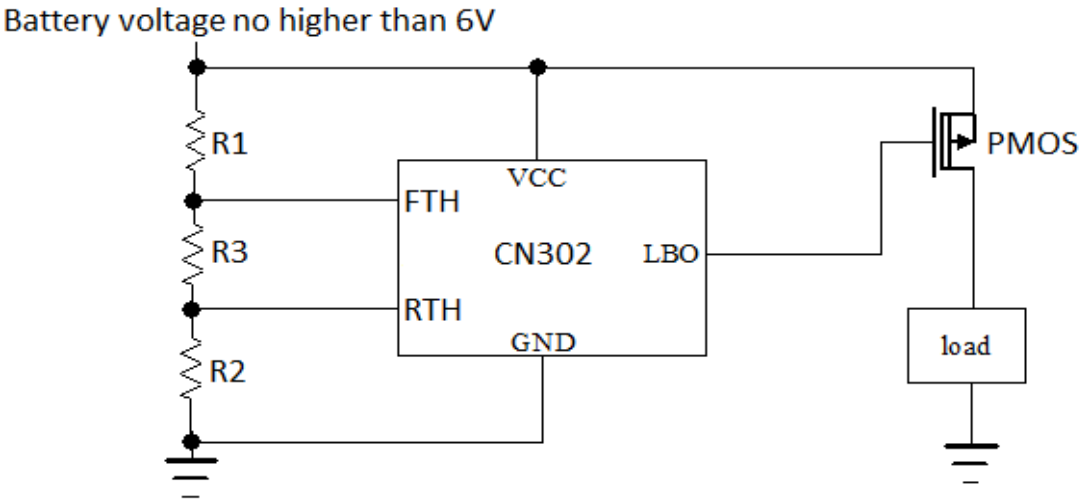 Battery voltage no higher than 6V
R1
PMOS
VCC
FTH
R3
CN302
LBO
RTH
GND
R2
load